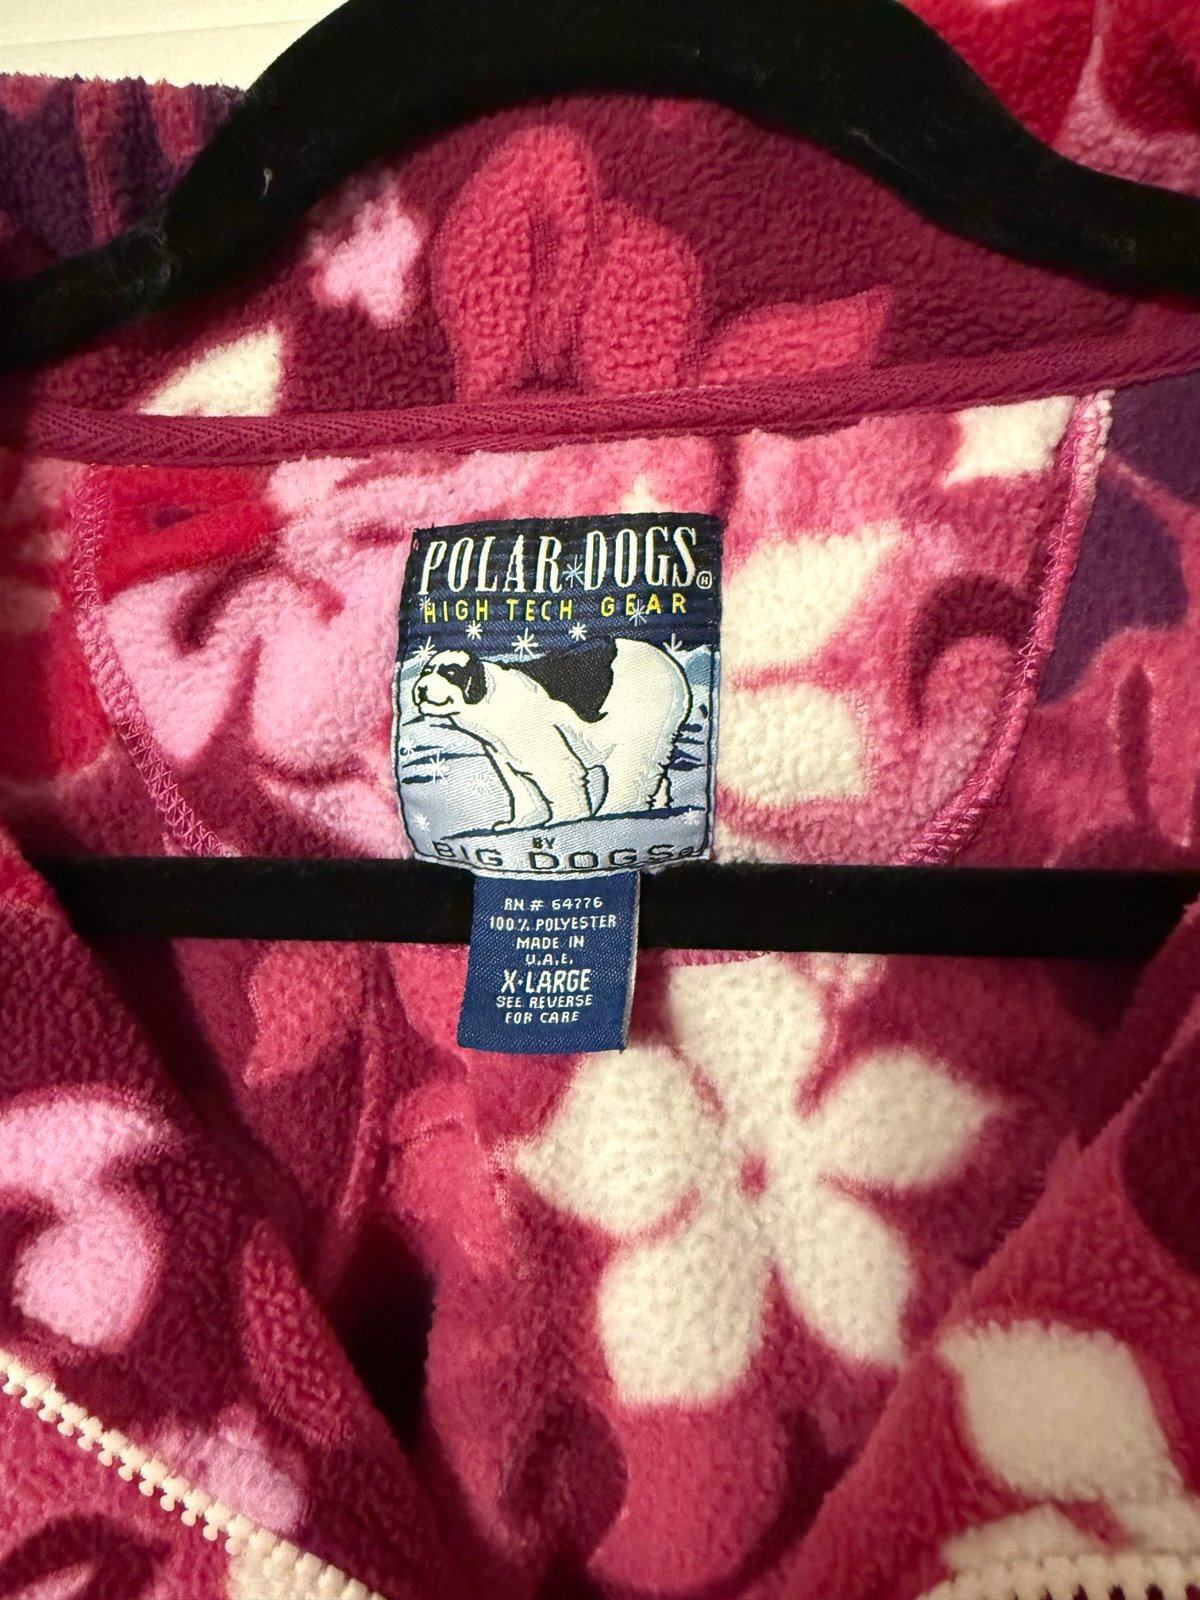 POLAR DOGS®
HIGH TECH GEAR
BY
BIG DOGS®
RN # 64776
100% POLYESTER
MADE IN
U.A.E.
X-LARGE
SEE REVERSE
FOR CARE